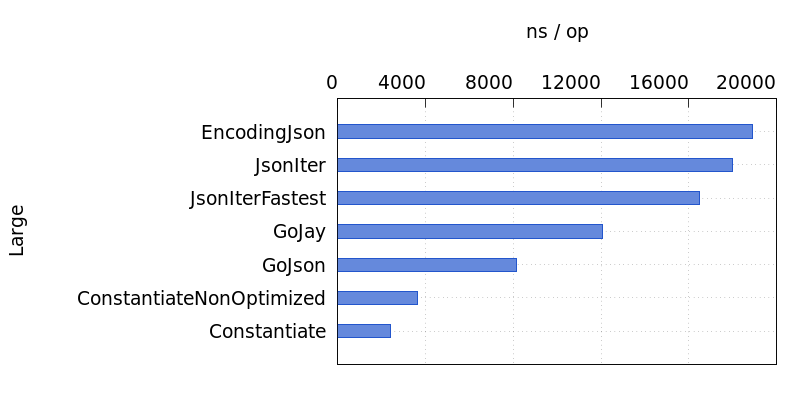 ns / op
0 4000 8000 12000 16000 20000
EncodingJson
JsonIter
JsonIterFastest
GoJay
GoJson
ConstantiateNonOptimized
Constantiate
Large